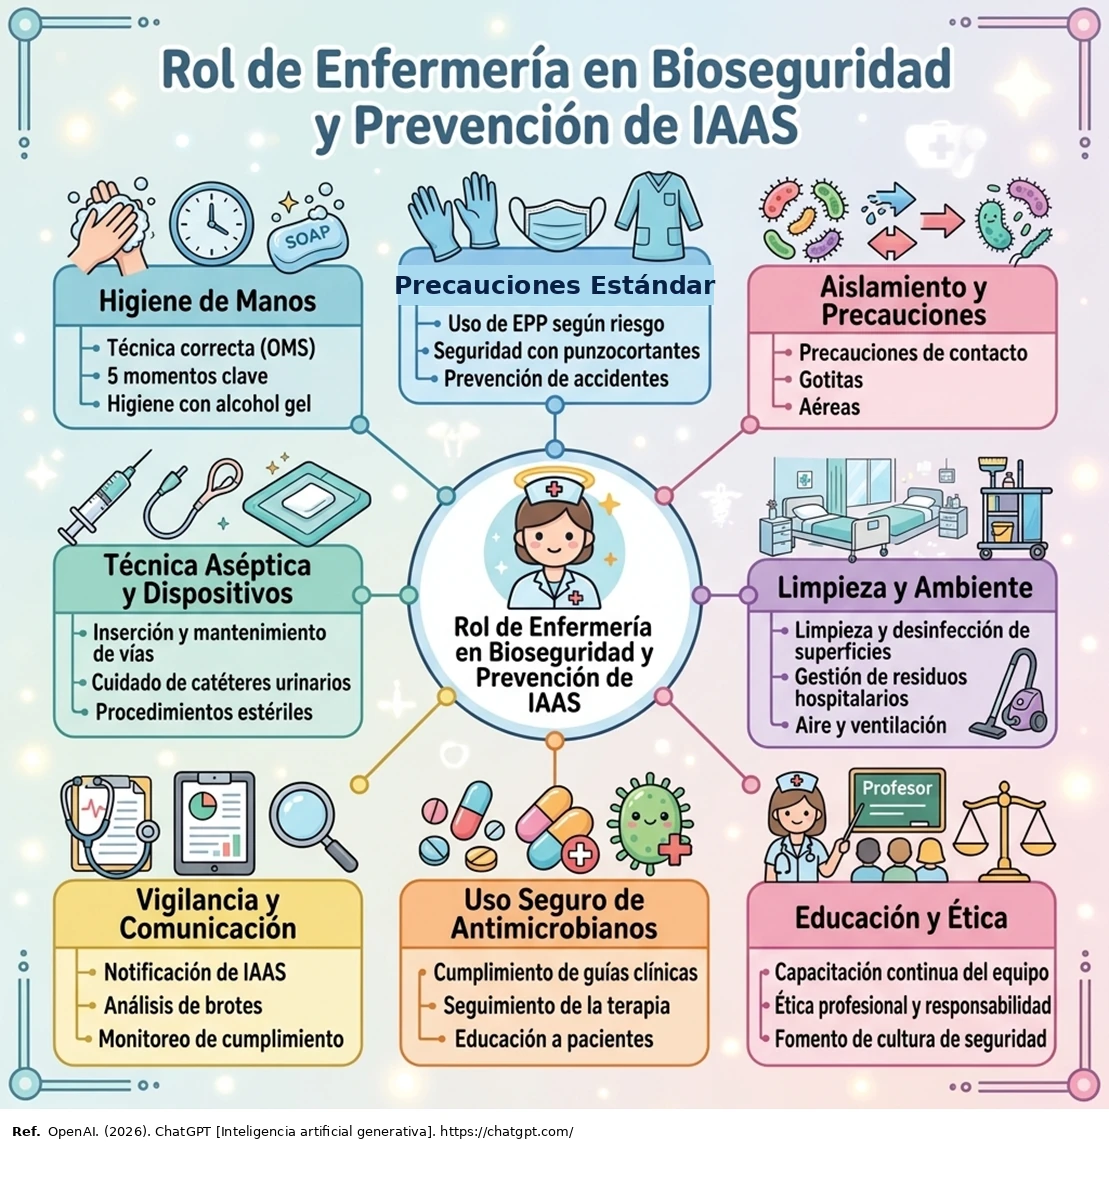 Rol de Enfermería en Bioseguridad
y Prevención de IAAS
SOAP
Higiene de Manos
Técnica correcta (OMS)
5 momentos clave
Higiene con alcohol gel
Precauciones Estándar
Uso de EPP según riesgo
Seguridad con punzocortantes
Prevención de accidentes
Aislamiento y
Precauciones
Precauciones de contacto
Gotitas
Aéreas
Técnica Aséptica
y Dispositivos
Inserción y mantenimiento
de vías
Cuidado de catéteres urinarios
Procedimientos estériles
Rol de Enfermería
en Bioseguridad y
Prevención de
IAAS
Limpieza y Ambiente
Limpieza y desinfección de
superficies
Gestión de residuos
hospitalarios
Aire y ventilación
Vigilancia y
Comunicación
Notificación de IAAS
Análisis de brotes
Monitoreo de cumplimiento
Uso Seguro de
Antimicrobianos
Cumplimiento de guías clínicas
Seguimiento de la terapia
Educación a pacientes
Profesor
Educación y Ética
Capacitación continua del equipo
Ética profesional y responsabilidad
Fomento de cultura de seguridad
Ref. OpenAI. (2026). ChatGPT [Inteligencia artificial generativa]. https://chatgpt.com/